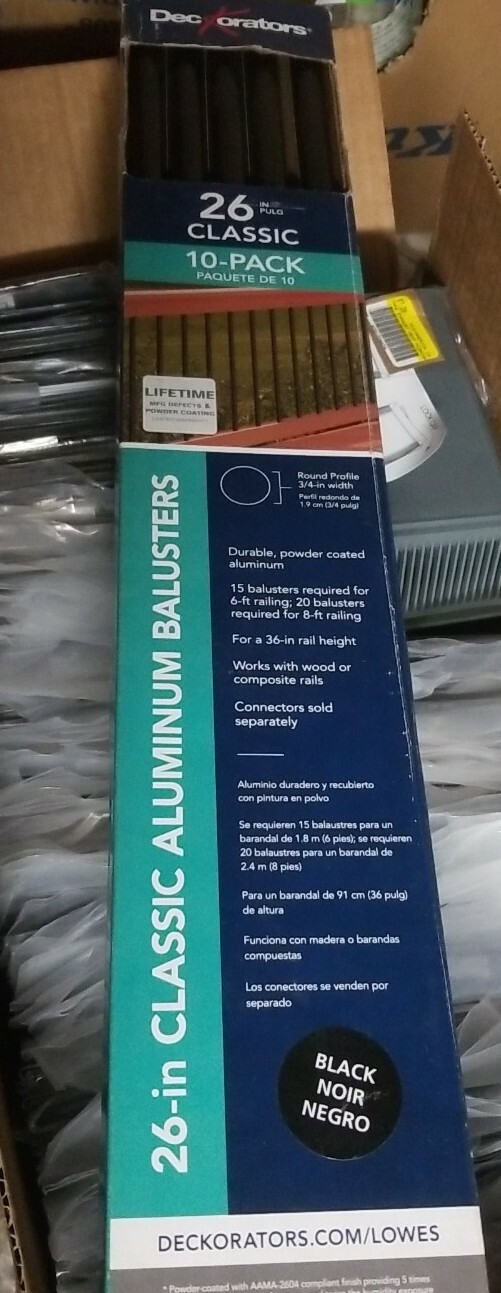 Deckorators
26 IN
PULG
CLASSIC
10-PACK
PAQUETE DE 10
LIFETIME
MFG DEFECTS &
POWDER COATING
26-in CLASSIC ALUMINUM BALUSTERS
Round Profile
3/4-in width
Perfil redondo de
1.9 cm (3/4 pulg)
Durable, powder coated
aluminum
15 balusters required for
6-ft railing; 20 balusters
required for 8-ft railing
For a 36-in rail height
Works with wood or
composite rails
Connectors sold
separately
Aluminio duradero y recubierto
con pintura en polvo
Se requieren 15 balaustres para un
barandal de 1.8 m (6 pies); se requieren
20 balaustres para un barandal de
2.4 m (8 pies)
Para un barandal de 91 cm (36 pulg)
de altura
Funciona con madera o barandas
compuestas
Los conectores se venden por
separado
BLACK
NOIR
NEGRO
DECKORATORS.COM/LOWES
* Powder-coated with AAMA-2604 compliant finish providing 5 times
the humidity exposure